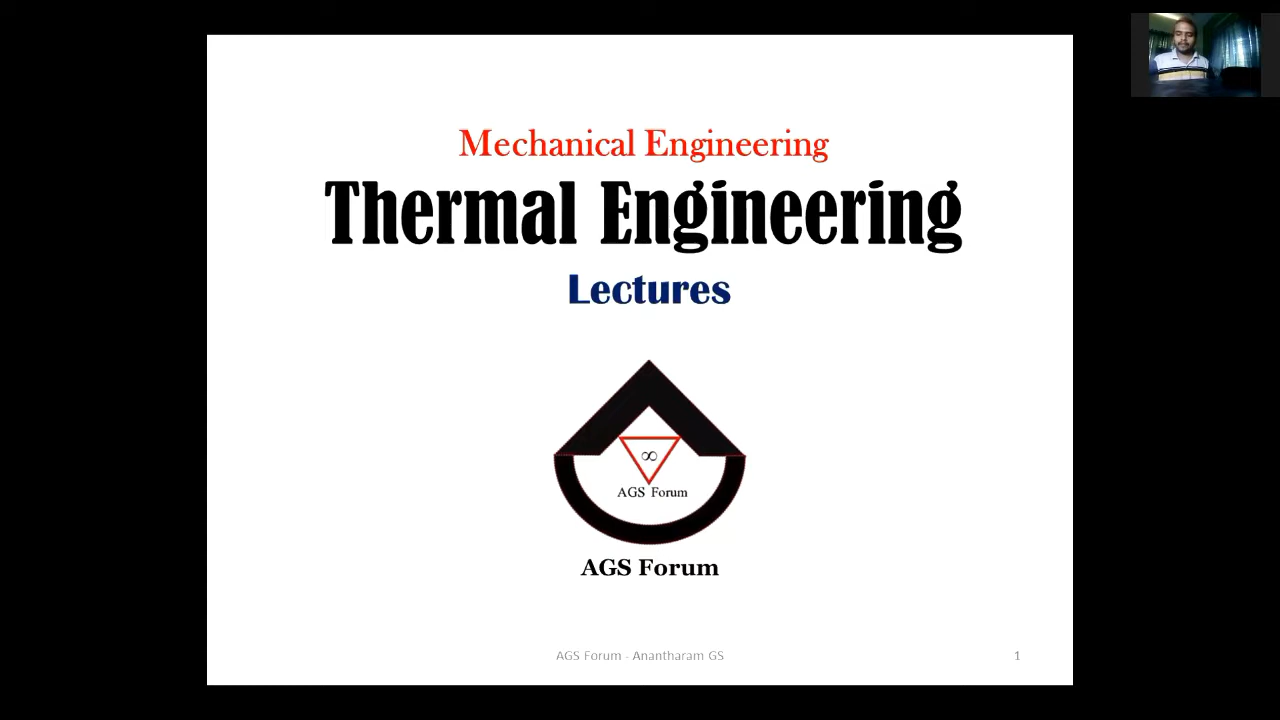 Mechanical Engineering
Thermal Engineering
Lectures
∞
AGS Forum
AGS Forum
AGS Forum - Anantharam GS
1